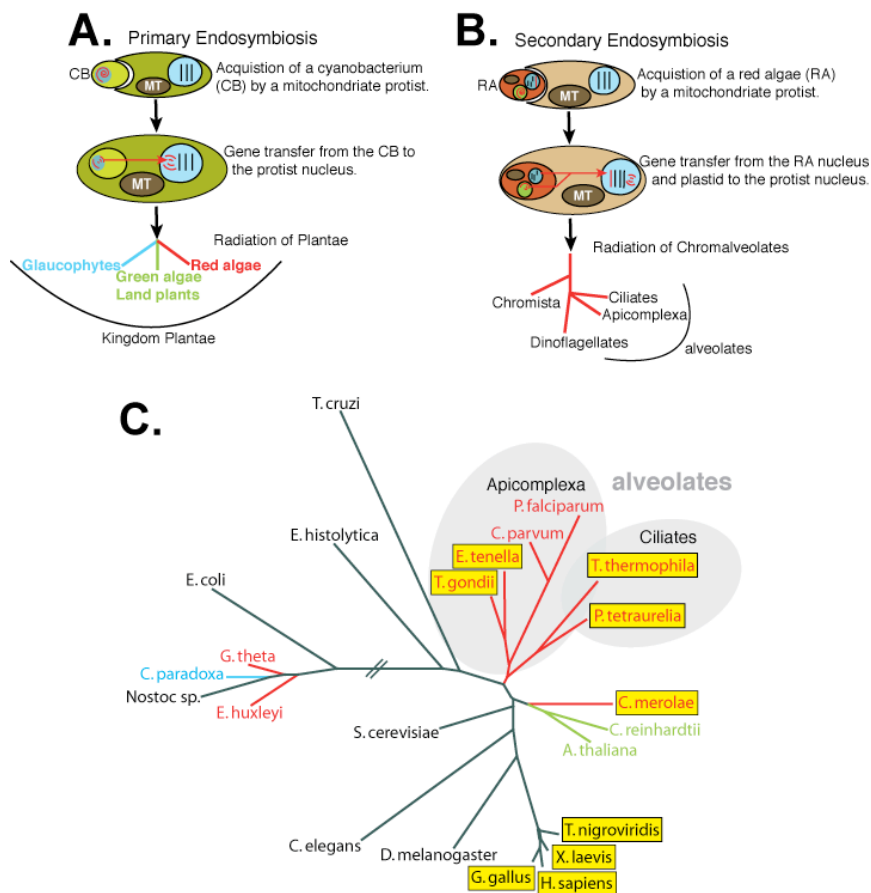 A. Primary Endosymbiosis
CB
MT
Acquistion of a cyanobacterium
(CB) by a mitochondriate protist.
MT
Gene transfer from the CB to
the protist nucleus.
Radiation of Plantae
Glaucophytes
Red algae
Green algae
Land plants
Kingdom Plantae
B. Secondary Endosymbiosis
RA
MT
Acquistion of a red algae (RA)
by a mitochondriate protist.
MT
Gene transfer from the RA nucleus
and plastid to the protist nucleus.
Radiation of Chromalveolates
Chromista
Ciliates
Apicomplexa
Dinoflagellates
alveolates
C.
T. cruzi
Apicomplexa
alveolates
P. falciparum
E. histolytica
C. parvum
Ciliates
E. tenella
T. thermophila
T. gondii
E. coli
P. tetraurelia
G. theta
C. paradoxa
Nostoc sp.
E. huxleyi
C. merolae
S. cerevisiae
C. reinhardtii
A. thaliana
T. nigroviridis
C. elegans
D. melanogaster
X. laevis
G. gallus
H. sapiens